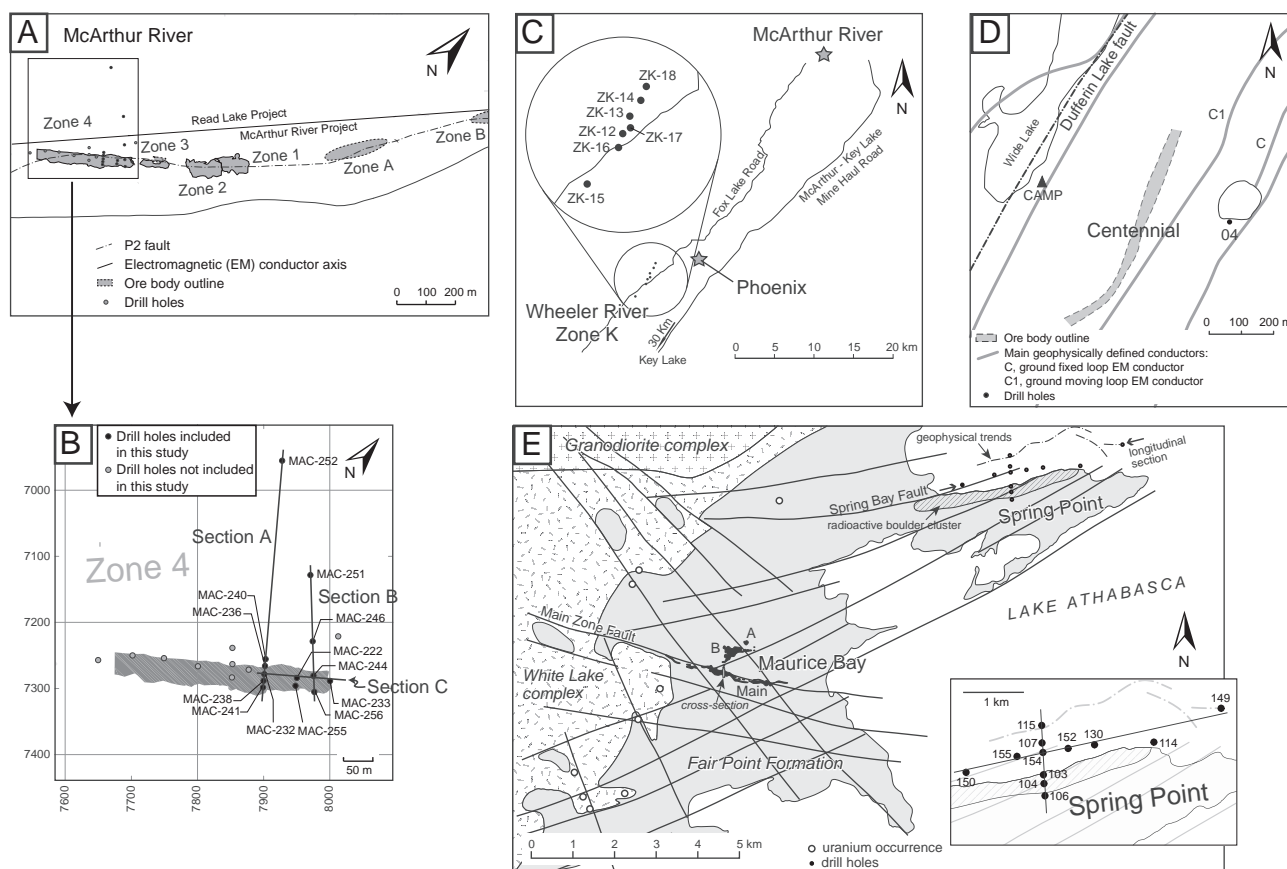 A
McArthur River
N
Zone 4
Read Lake Project
McArthur River Project
Zone B
Zone 3
Zone 1
Zone A
Zone 2
P2 fault
Electromagnetic (EM) conductor axis
Ore body outline
Drill holes
0 100 200 m
B
Drill holes included
in this study
Drill holes not included
in this study
N
MAC-252
7000
Section A
7100
Zone 4
MAC-251
MAC-240
Section B
MAC-236
MAC-246
7200
MAC-222
MAC-244
Section C
7300
MAC-238
MAC-233
MAC-241
MAC-256
MAC-232
MAC-255
7400
50 m
7600
7700
7800
7900
8000
C
McArthur River
N
ZK-18
ZK-14
ZK-13
ZK-12
ZK-17
ZK-16
ZK-15
Fox Lake Road
McArthur - Key Lake
Mine Haul Road
Phoenix
Wheeler River
Zone K
30 Km
Key Lake
0 5 10 15 20 km
D
N
Dufferin Lake fault
Wide Lake
C1
C
CAMP
04
Centennial
0 100 200 m
Ore body outline
Main geophysically defined conductors:
C, ground fixed loop EM conductor
C1, ground moving loop EM conductor
Drill holes
E
Granodiorite complex
geophysical trends
longitudinal
section
Spring Bay Fault
radioactive boulder cluster
Spring Point
LAKE ATHABASCA
N
Main Zone Fault
A
B
Maurice Bay
White Lake
complex
Main
cross-section
Fair Point Formation
0 1 2 3 4 5 km
uranium occurrence
drill holes
1 km
149
115
107
152
130
114
155
154
150
103
104
106
Spring Point